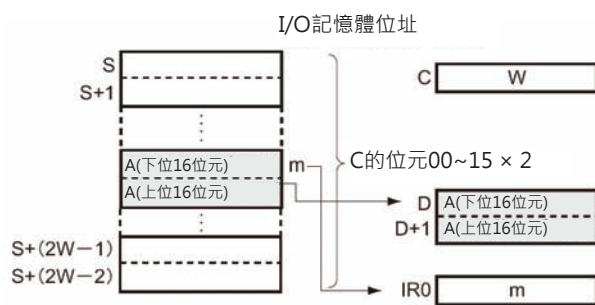 I/O記憶體位址
S
S+1
A(下位16位元)
A(上位16位元)
m
S+(2W−1)
S+(2W−2)
C的位元00~15 × 2
C
W
D
A(下位16位元)
D+1
A(上位16位元)
IR0
m